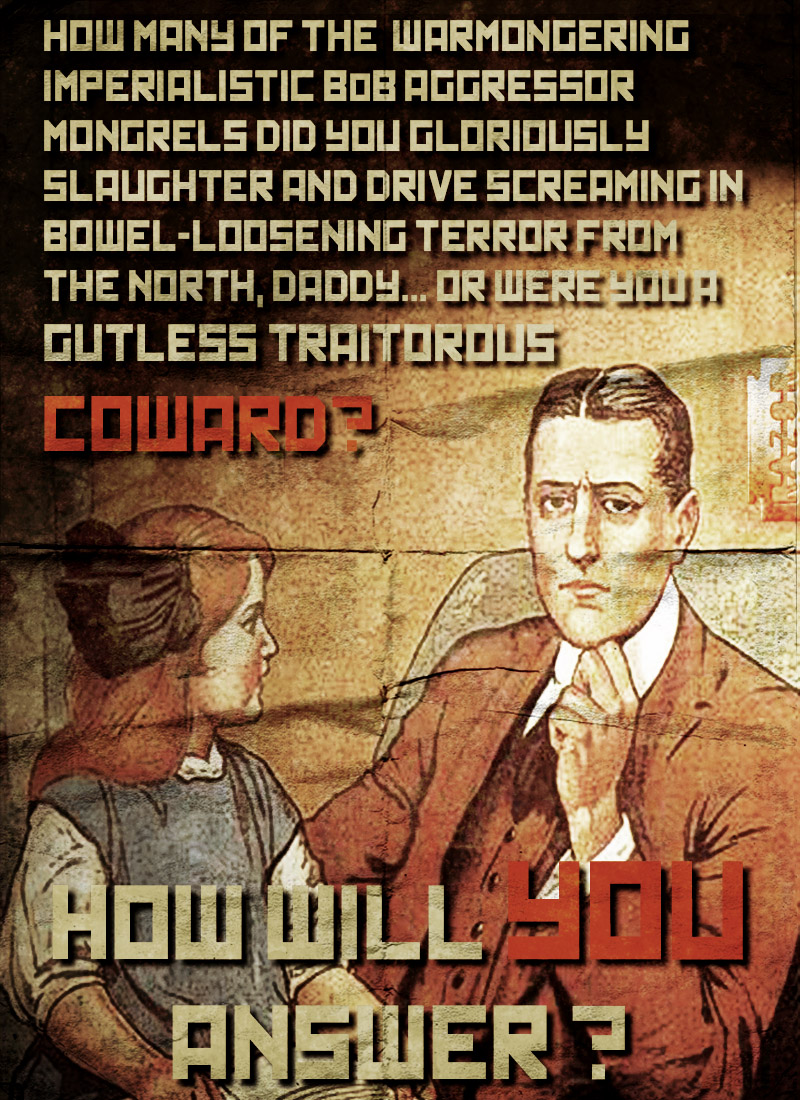 HOW MANY OF THE WARMONGERING
IMPERIALISTIC BoB AGGRESSOR
MONGRELS DID YOU GLORIOUSLY
SLAUGHTER AND DRIVE SCREAMING IN
BOWEL-LOOSENING TERROR FROM
THE NORTH, DADDY... OR WERE YOU A
GUTLESS TRAITOROUS
COWARD?
HOW WILL YOU
ANSWER?